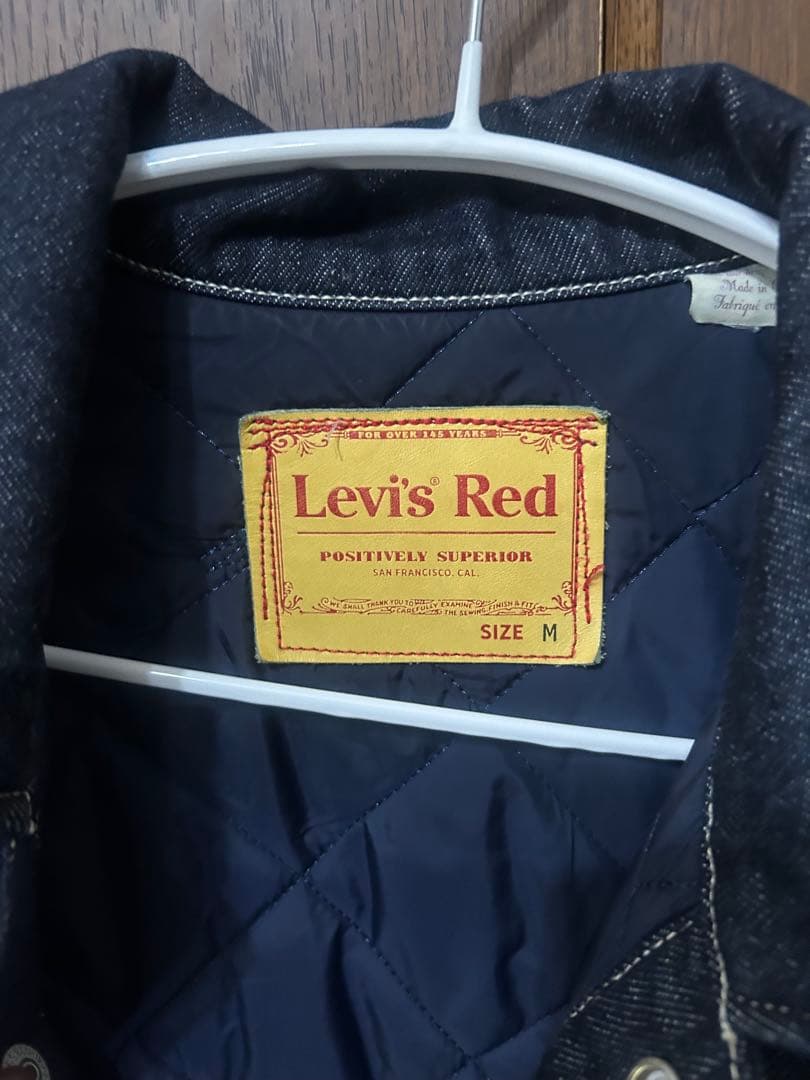 Made in
Fabriqué en
FOR OVER 145 YEARS
Levi's® Red
POSITIVELY SUPERIOR
SAN FRANCISCO. CAL.
WE SHALL THANK YOU TO CAREFULLY EXAMINE THE SEWING, FINISH & FIT
SIZE M